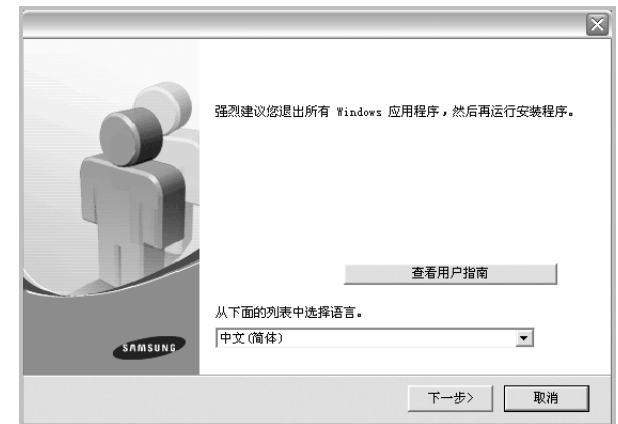 强烈建议您退出所有 Windows 应用程序，然后再运行安装程序。
查看用户指南
从下面的列表中选择语言。
中文(简体)
SAMSUNG
下一步>
取消